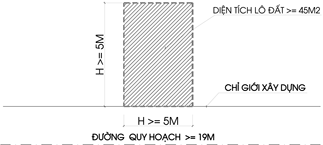 DIỆN TÍCH LÔ ĐẤT >= 45M2
H >= 5M
CHỈ GIỚI XÂY DỰNG
H >= 5M
ĐƯỜNG QUY HOẠCH >= 19M